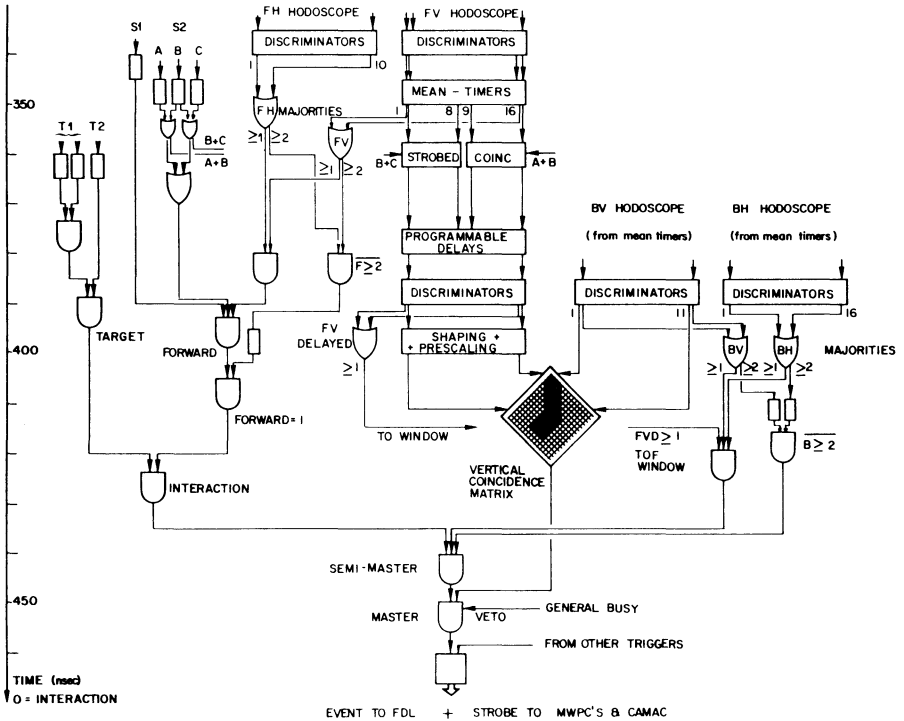 FH HODOSCOPE FV HODOSCOPE
S1 S2
A B C
DISCRIMINATORS DISCRIMINATORS
1 10
MEAN - TIMERS
350
1 8 9 16
FH MAJORITIES
T1 T2
B+C
A+B
≥1 ≥2
FV
≥1 ≥2
B+C STROBED COINC A+B
BV HODOSCOPE BH HODOSCOPE
(from mean timers) (from mean timers)
PROGRAMMABLE
DELAYS
F≥2
DISCRIMINATORS DISCRIMINATORS DISCRIMINATORS
1 11 1 16
TARGET
FORWARD
FV
DELAYED
SHAPING +
+ PRESCALING
BV BH MAJORITIES
400
≥1
≥1 ≥2 ≥1 ≥2
FORWARD=1
TO WINDOW
FVD≥1
TOF
WINDOW
B≥2
VERTICAL
COINCIDENCE
MATRIX
INTERACTION
SEMI-MASTER
450
MASTER VETO GENERAL BUSY
FROM OTHER TRIGGERS
TIME (nsec)
0 = INTERACTION
EVENT TO FDL + STROBE TO MWPC'S & CAMAC